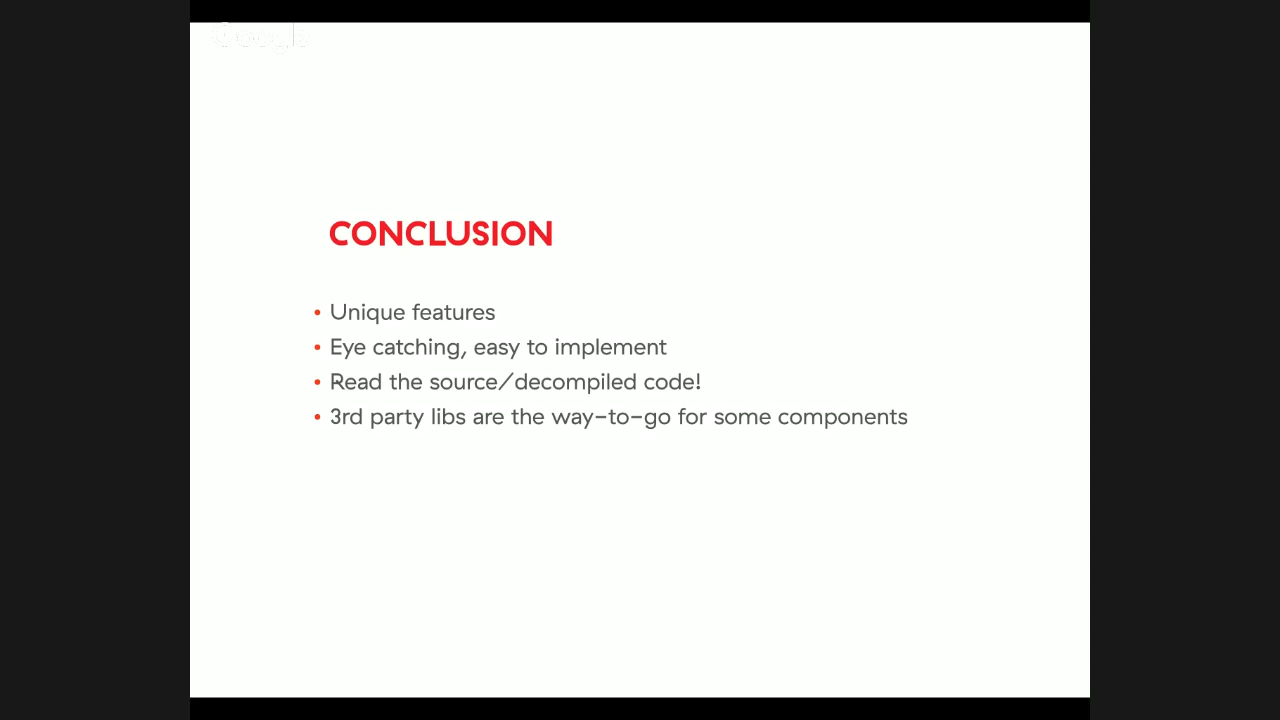 Google
CONCLUSION
• Unique features
• Eye catching, easy to implement
• Read the source/decompiled code!
• 3rd party libs are the way-to-go for some components